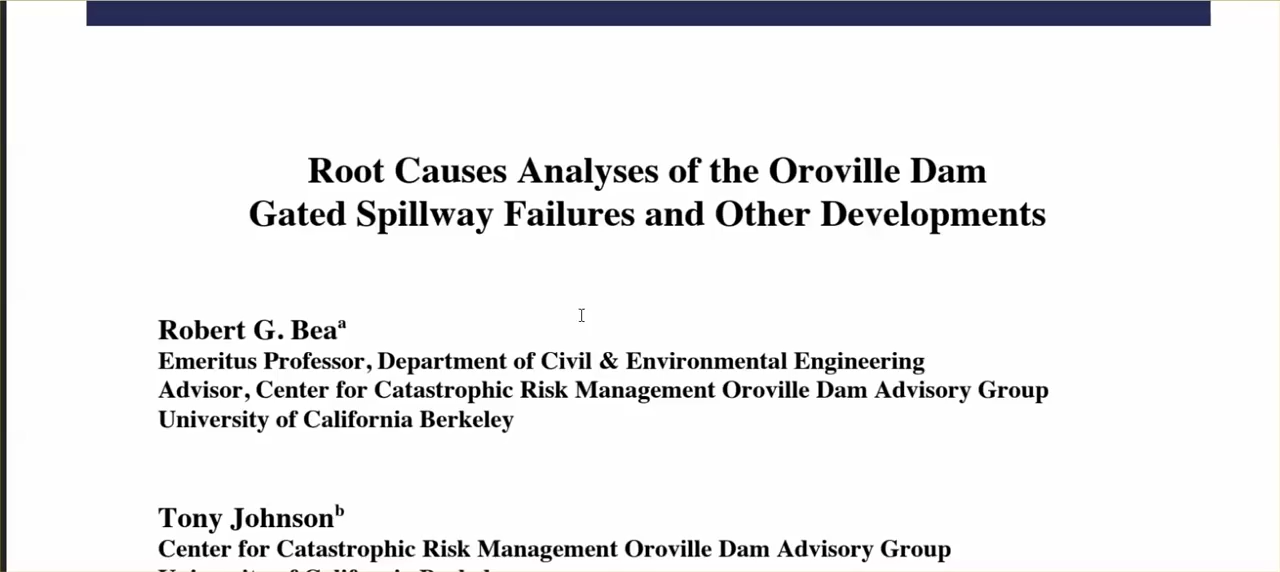 Root Causes Analyses of the Oroville Dam
Gated Spillway Failures and Other Developments
Robert G. Beaᵃ
Emeritus Professor, Department of Civil & Environmental Engineering
Advisor, Center for Catastrophic Risk Management Oroville Dam Advisory Group
University of California Berkeley
Tony Johnsonᵇ
Center for Catastrophic Risk Management Oroville Dam Advisory Group